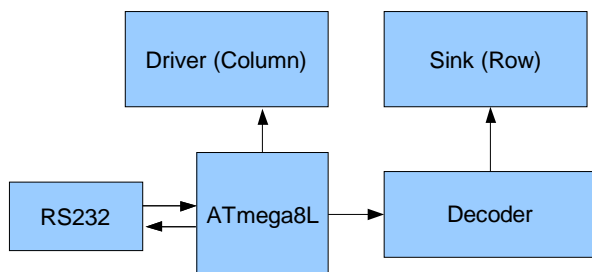 Driver (Column)
Sink (Row)
RS232
ATmega8L
Decoder